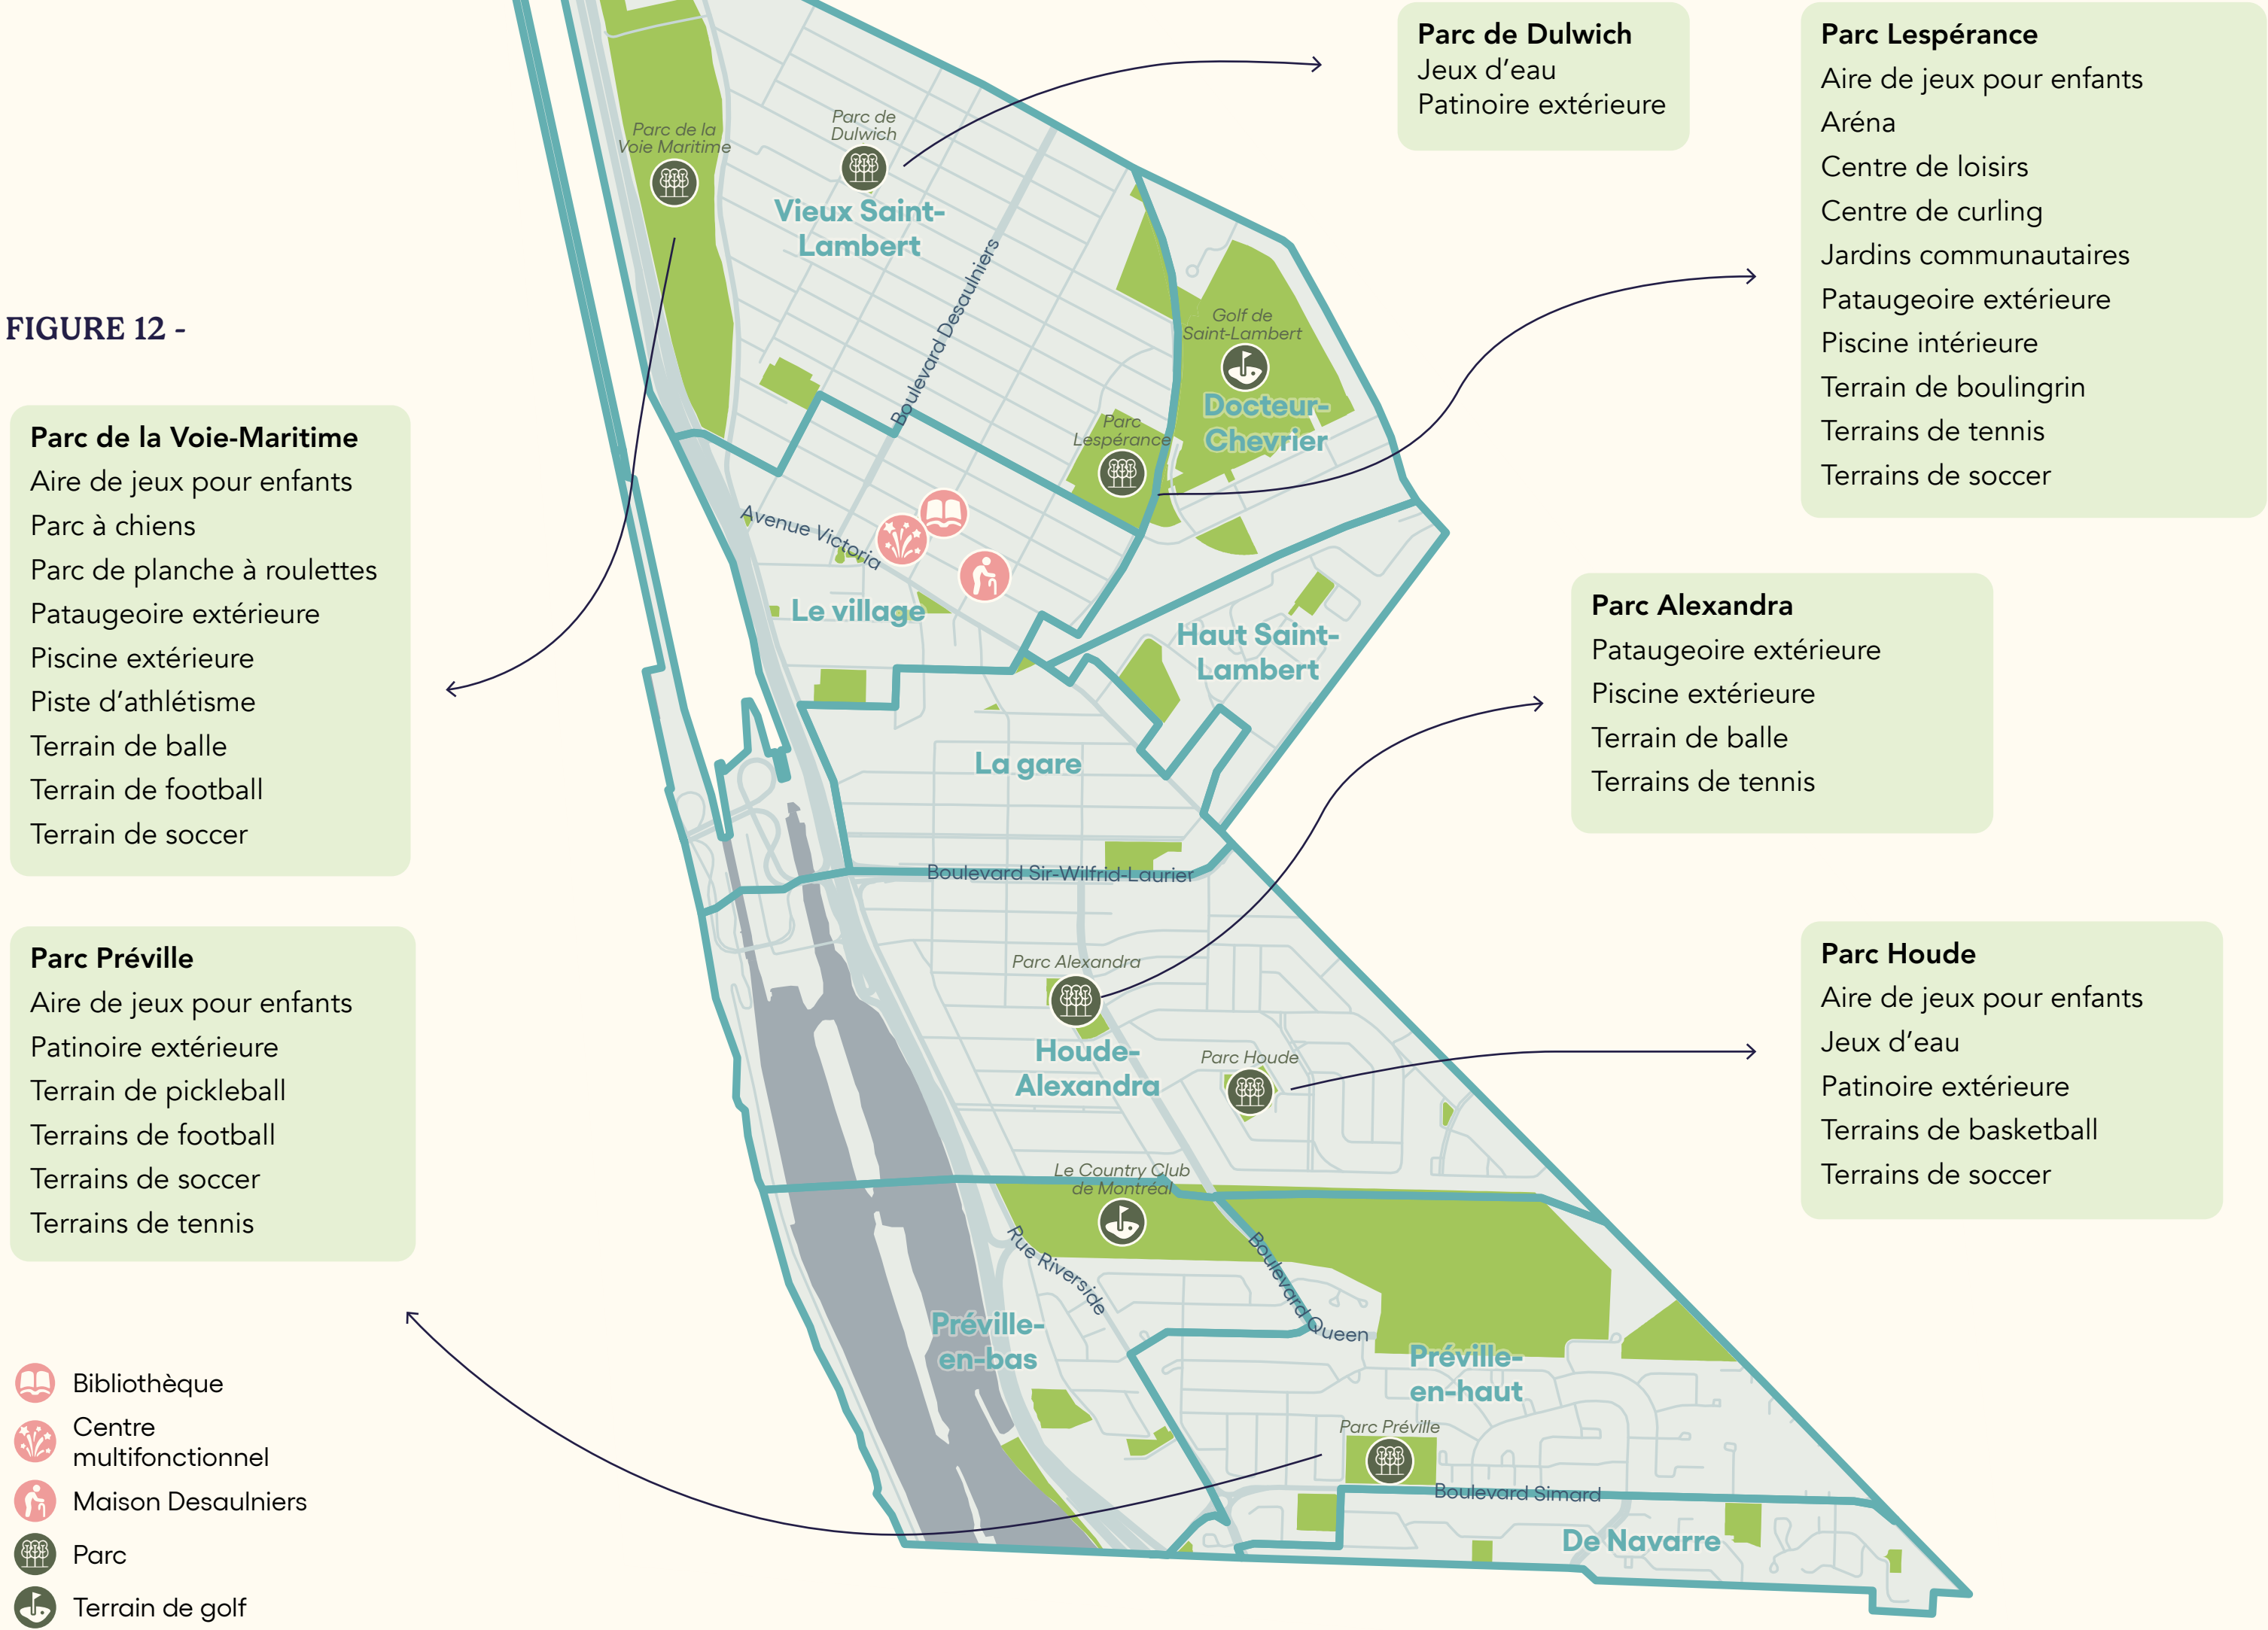 FIGURE 12 -
Parc de la Voie-Maritime
Aire de jeux pour enfants
Parc à chiens
Parc de planche à roulettes
Pataugeoire extérieure
Piscine extérieure
Piste d’athlétisme
Terrain de balle
Terrain de football
Terrain de soccer
Parc Préville
Aire de jeux pour enfants
Patinoire extérieure
Terrain de pickleball
Terrains de football
Terrains de soccer
Terrains de tennis
Bibliothèque
Centre
multifonctionnel
Maison Desaulniers
Parc
Terrain de golf
Parc de la
Voie Maritime
Parc de
Dulwich
Vieux Saint-
Lambert
Boulevard Desaulniers
Golf de
Saint-Lambert
Docteur-
Chevrier
Parc
Lespérance
Avenue Victoria
Le village
Haut Saint-
Lambert
La gare
Boulevard Sir-Wilfrid-Laurier
Parc Alexandra
Houde-
Alexandra
Parc Houde
Le Country Club
de Montréal
Rue Riverside
Boulevard Queen
Préville-
en-bas
Préville-
en-haut
Parc Préville
Boulevard Simard
De Navarre
Parc de Dulwich
Jeux d’eau
Patinoire extérieure
Parc Lespérance
Aire de jeux pour enfants
Aréna
Centre de loisirs
Centre de curling
Jardins communautaires
Pataugeoire extérieure
Piscine intérieure
Terrain de boulingrin
Terrains de tennis
Terrains de soccer
Parc Alexandra
Pataugeoire extérieure
Piscine extérieure
Terrain de balle
Terrains de tennis
Parc Houde
Aire de jeux pour enfants
Jeux d’eau
Patinoire extérieure
Terrains de basketball
Terrains de soccer